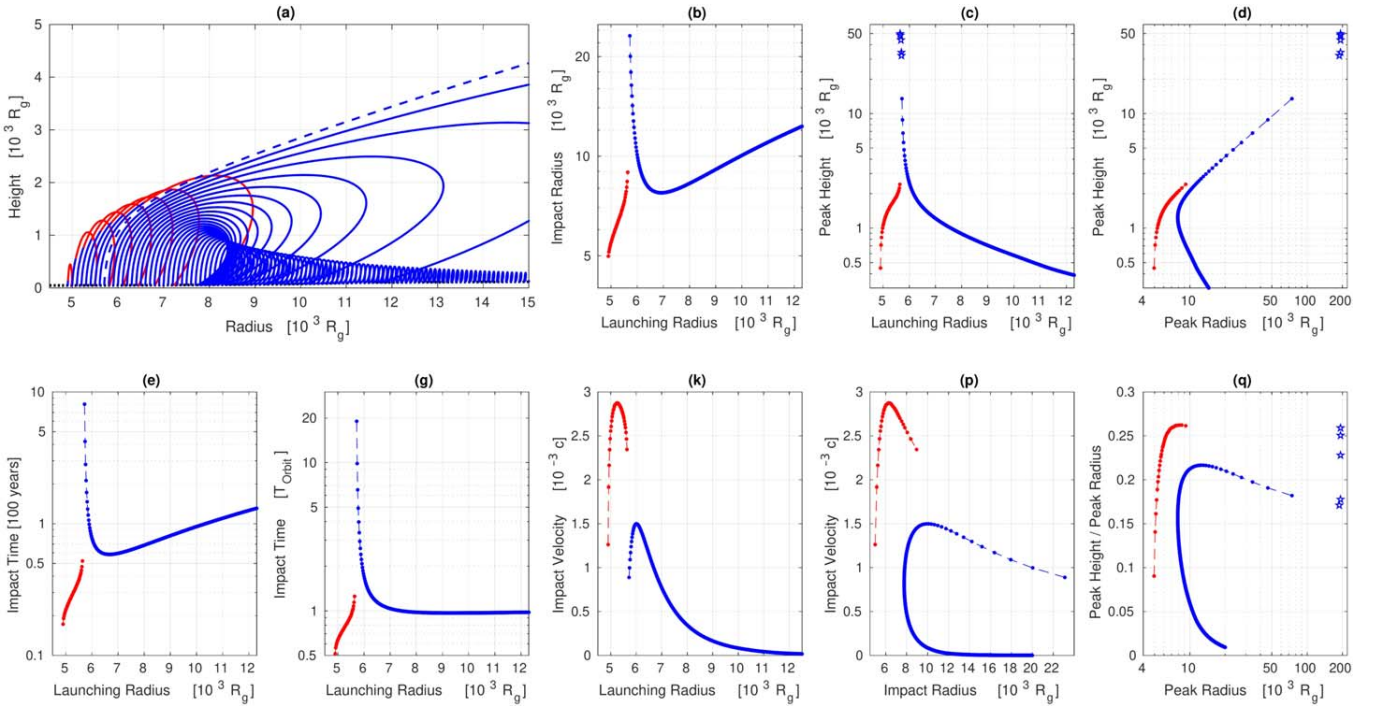 (a)
Height [10 3 Rg]
5
4
3
2
1
0
5 6 7 8 9 10 11 12 13 14 15
Radius [10 3 Rg]
(b)
Impact Radius [10 3 Rg]
20
10
5
5 6 7 8 9 10 11 12
Launching Radius [10 3 Rg]
(c)
Peak Height [10 3 Rg]
50
10
5
1
0.5
5 6 7 8 9 10 11 12
Launching Radius [10 3 Rg]
(d)
Peak Height [10 3 Rg]
50
10
5
1
0.5
4 10 50 100 200
Peak Radius [10 3 Rg]
(e)
Impact Time [100 years]
10
5
1
0.5
0.1
5 6 7 8 9 10 11 12
Launching Radius [10 3 Rg]
(g)
Impact Time [TOrbit]
20
10
5
1
0.5
5 6 7 8 9 10 11 12
Launching Radius [10 3 Rg]
(k)
Impact Velocity [10 -3 c]
3
2.5
2
1.5
1
0.5
0
5 6 7 8 9 10 11 12
Launching Radius [10 3 Rg]
(p)
Impact Velocity [10 -3 c]
3
2.5
2
1.5
1
0.5
0
6 8 10 12 14 16 18 20 22
Impact Radius [10 3 Rg]
(q)
Peak Height / Peak Radius
0.3
0.25
0.2
0.15
0.1
0.05
0
4 10 50 100 200
Peak Radius [10 3 Rg]